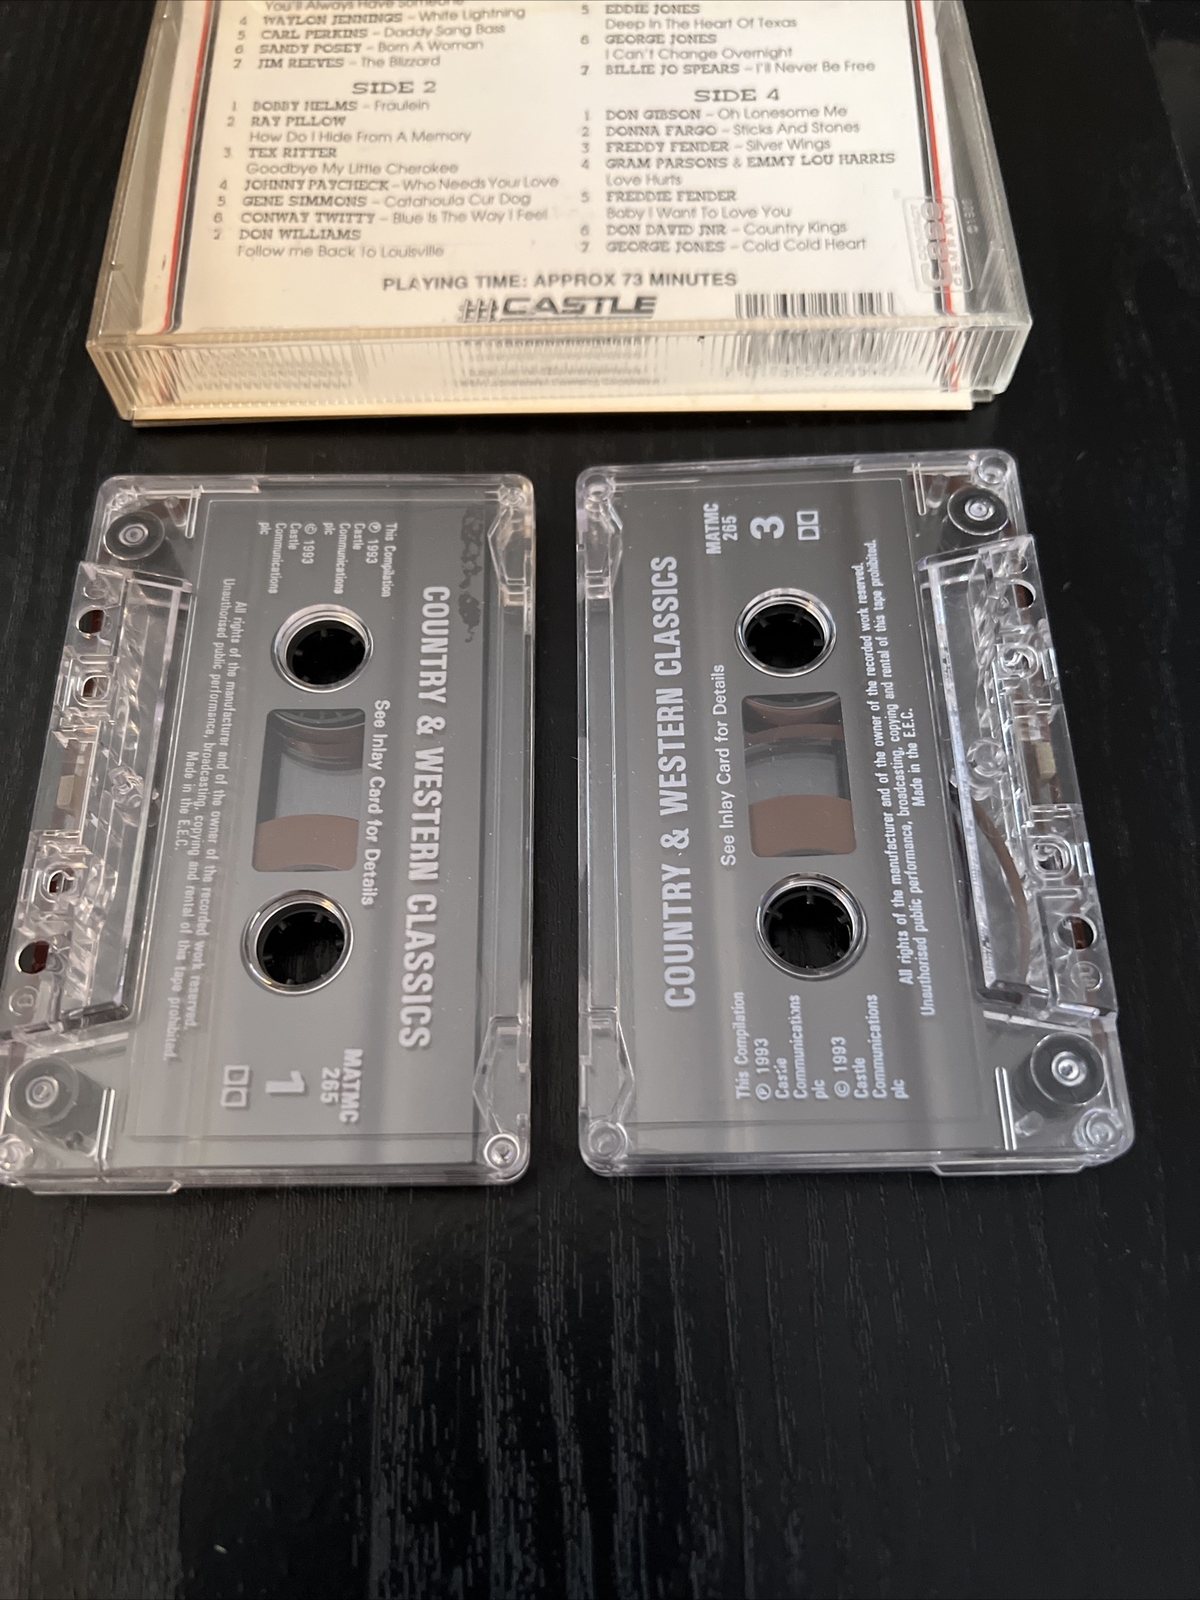 You'll Always Have Someone
4 WAYLON JENNINGS – White Lightning
5 CARL PERKINS – Daddy Sang Bass
6 SANDY POSEY – Born A Woman
7 JIM REEVES – The Blizzard
SIDE 2
1 BOBBY HELMS – Fraulein
2 RAY PILLOW
How Do I Hide From A Memory
3 TEX RITTER
Goodbye My Little Cherokee
4 JOHNNY PAYCHECK – Who Needs Your Love
5 GENE SIMMONS – Catahoula Cur Dog
6 CONWAY TWITTY – Blue Is The Way I Feel
2 DON WILLIAMS
Follow me Back To Louisville
5 EDDIE JONES
Deep In The Heart Of Texas
6 GEORGE JONES
I Can't Change Overnight
7 BILLIE JO SPEARS – I'll Never Be Free
SIDE 4
1 DON GIBSON – Oh Lonesome Me
2 DONNA FARGO – Sticks And Stones
3 FREDDY FENDER – Silver Wings
4 GRAM PARSONS & EMMY LOU HARRIS
Love Hurts
5 FREDDIE FENDER
Baby I Want To Love You
6 DON DAVID JNR – Country Kings
7 GEORGE JONES – Cold Cold Heart
PLAYING TIME: APPROX 73 MINUTES
CASTLE
COUNTRY & WESTERN CLASSICS
See Inlay Card for Details
This Compilation
℗ 1993
Castle
Communications
plc
© 1993
Castle
Communications
plc
MATMC
265
1
All rights of the manufacturer and of the owner of the recorded work reserved.
Unauthorised public performance, broadcasting, copying and rental of this tape prohibited.
Made in the E.E.C.
COUNTRY & WESTERN CLASSICS
See Inlay Card for Details
MATMC
265
3
This Compilation
℗ 1993
Castle
Communications
plc
© 1993
Castle
Communications
plc
All rights of the manufacturer and of the owner of the recorded work reserved.
Unauthorised public performance, broadcasting, copying and rental of this tape prohibited.
Made in the E.E.C.